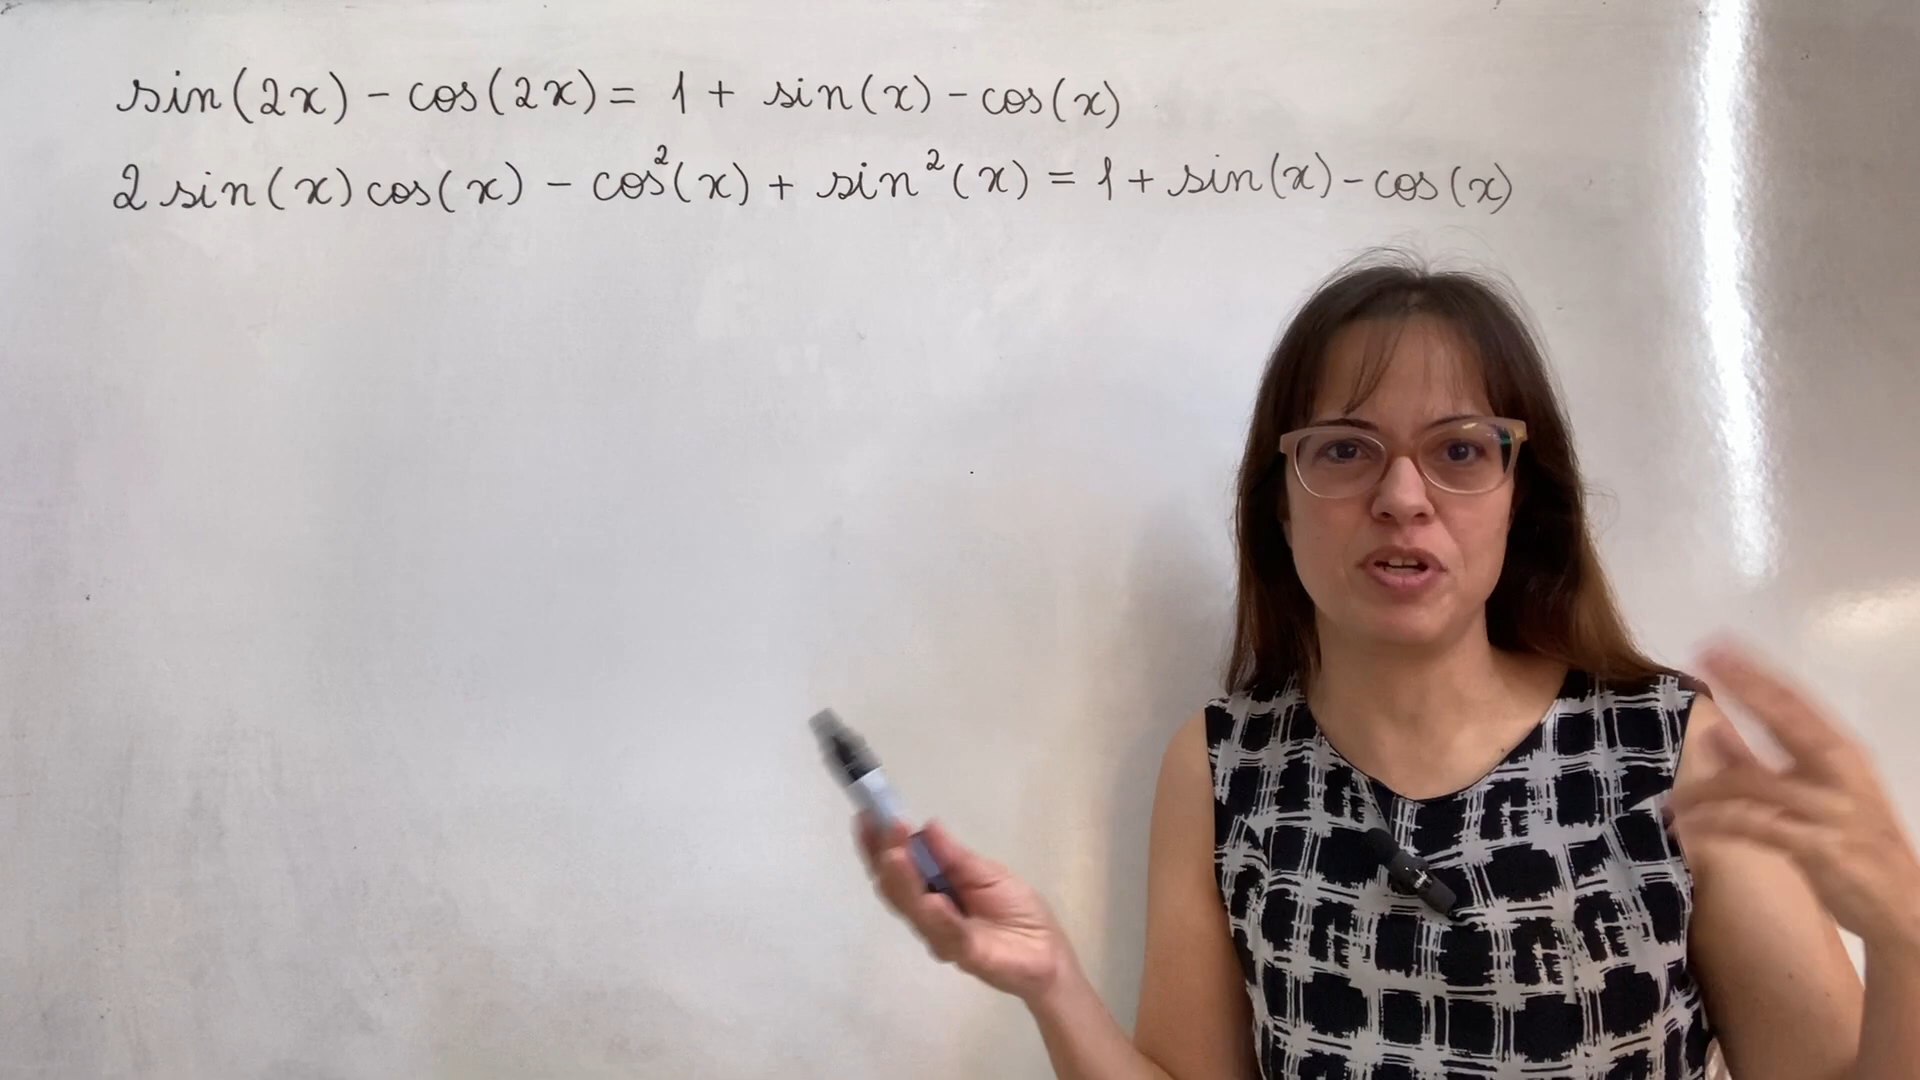 sin(2x) - cos(2x) = 1 + sin(x) - cos(x)
2 sin(x) cos(x) - cos²(x) + sin²(x) = 1 + sin(x) - cos(x)